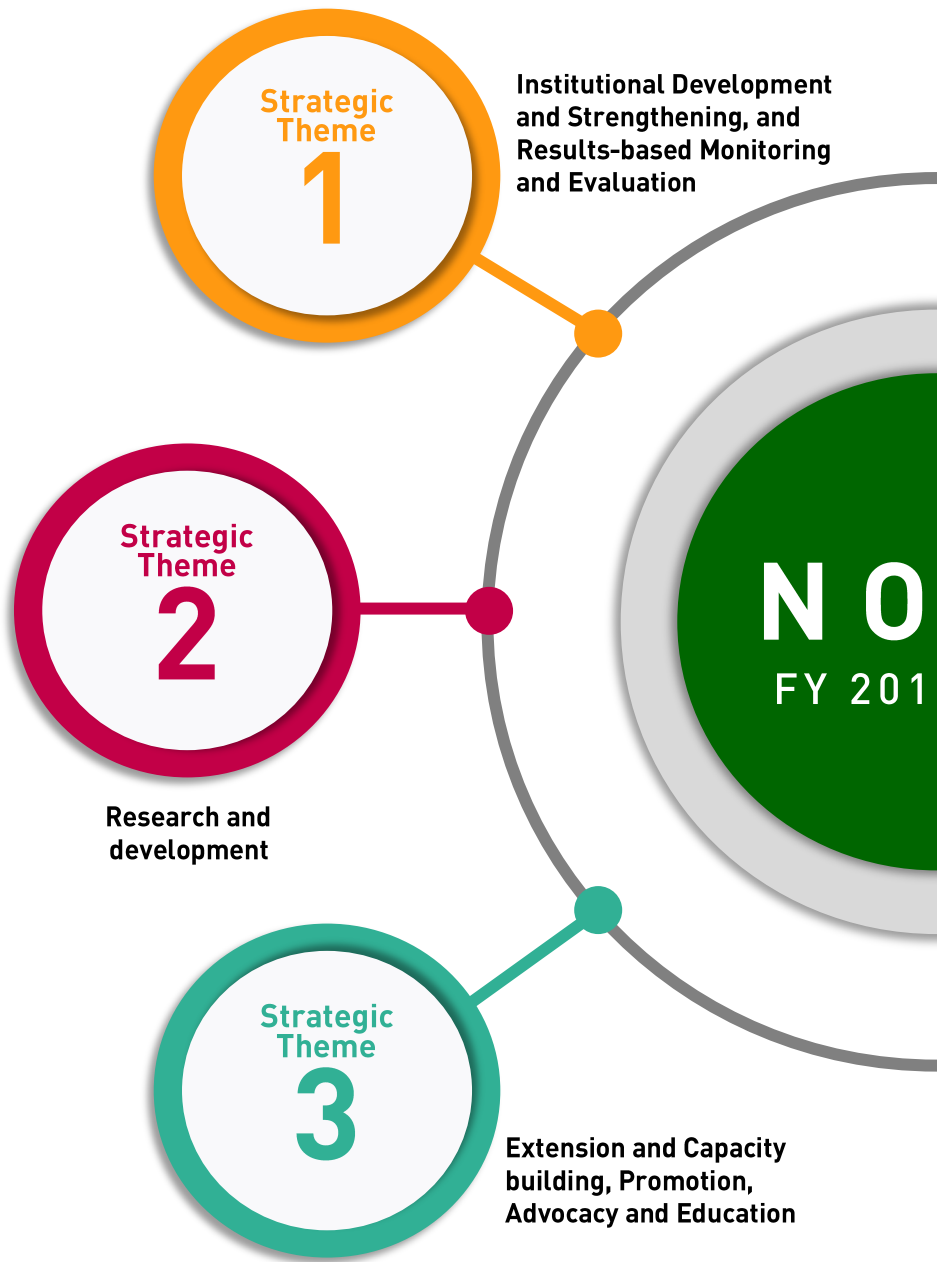 Strategic
Theme
1
Institutional Development
and Strengthening, and
Results-based Monitoring
and Evaluation
Strategic
Theme
2
Research and
development
N O
FY 201
Strategic
Theme
3
Extension and Capacity
building, Promotion,
Advocacy and Education